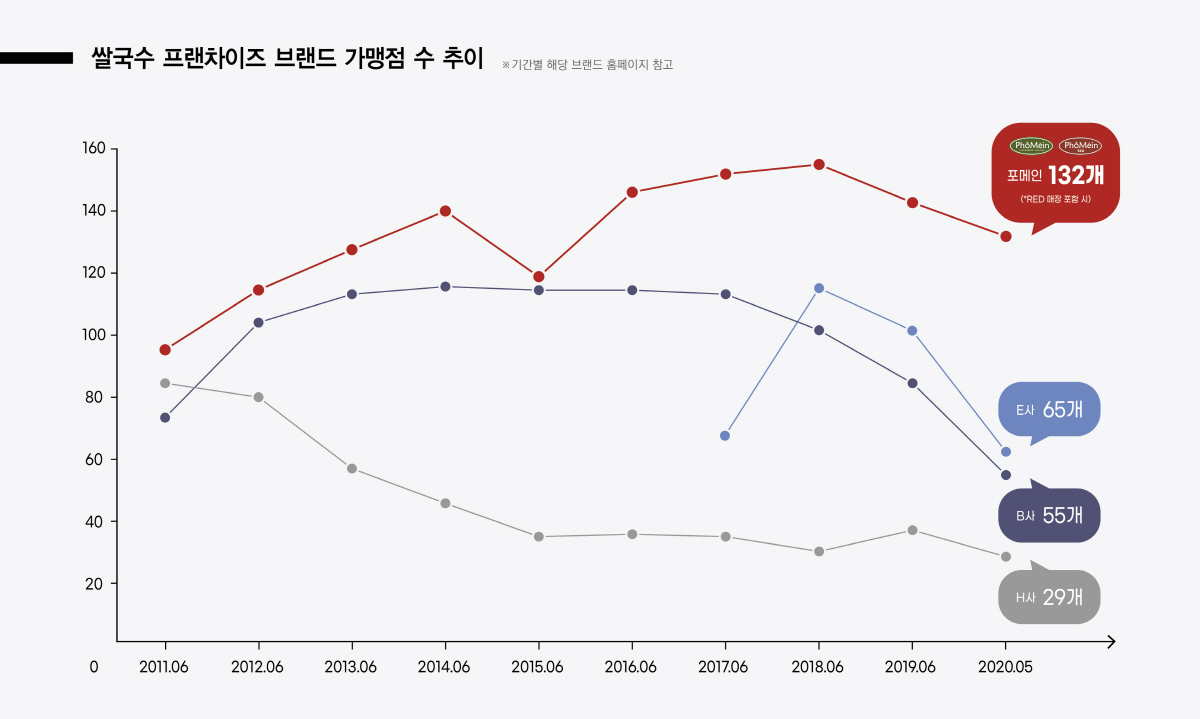 쌀국수 프랜차이즈 브랜드 가맹점 수 추이
※ 기간별 해당 브랜드 홈페이지 참고
160
140
120
100
80
60
40
20
0
2011.06
2012.06
2013.06
2014.06
2015.06
2016.06
2017.06
2018.06
2019.06
2020.05
PhởMein PhởMein
RED
포메인 132개
(*RED 매장 포함 시)
E사 65개
B사 55개
H사 29개